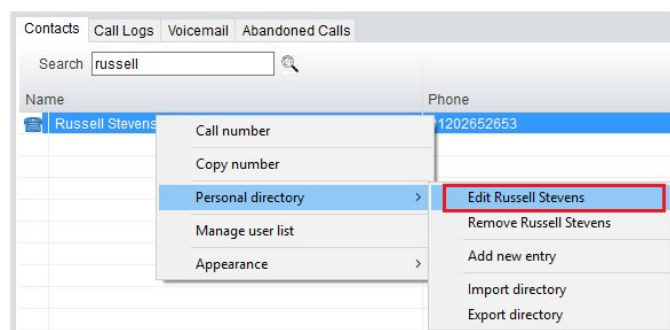 Contacts Call Logs Voicemail Abandoned Calls
Search russell
Name Phone
Russell Stevens 01202652653
Call number
Copy number
Personal directory
Edit Russell Stevens
Remove Russell Stevens
Manage user list
Add new entry
Appearance
Import directory
Export directory